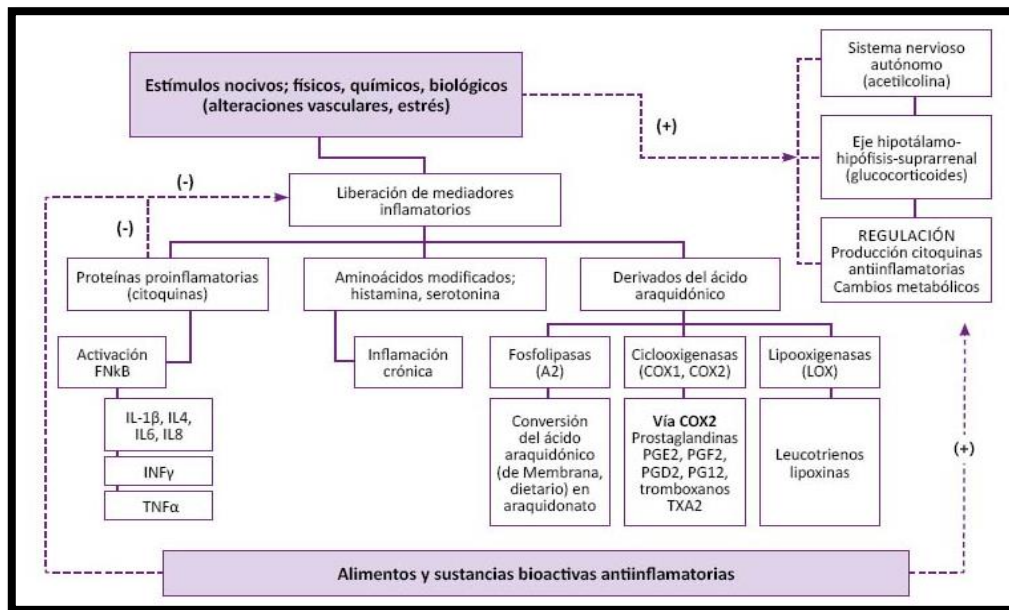 Estímulos nocivos; físicos, químicos, biológicos
(alteraciones vasculares, estrés)
(+)
Sistema nervioso
autónomo
(acetilcolina)
Eje hipotálamo-
hipófisis-suprarrenal
(glucocorticoides)
REGULACIÓN
Producción citoquinas
antiinflamatorias
Cambios metabólicos
(-)
Liberación de mediadores
inflamatorios
(-)
Proteínas proinflamatorias
(citoquinas)
Aminoácidos modificados;
histamina, serotonina
Derivados del ácido
araquidónico
Activación
FNkB
Inflamación
crónica
Fosfolipasas
(A2)
Ciclooxigenasas
(COX1, COX2)
Lipooxigenasas
(LOX)
IL-1β, IL4,
IL6, IL8
INFγ
TNFα
Conversión
del ácido
araquidónico
(de Membrana,
dietario) en
araquidonato
Vía COX2
Prostaglandinas
PGE2, PGF2,
PGD2, PG12,
tromboxanos
TXA2
Leucotrienos
lipoxinas
(+)
Alimentos y sustancias bioactivas antiinflamatorias